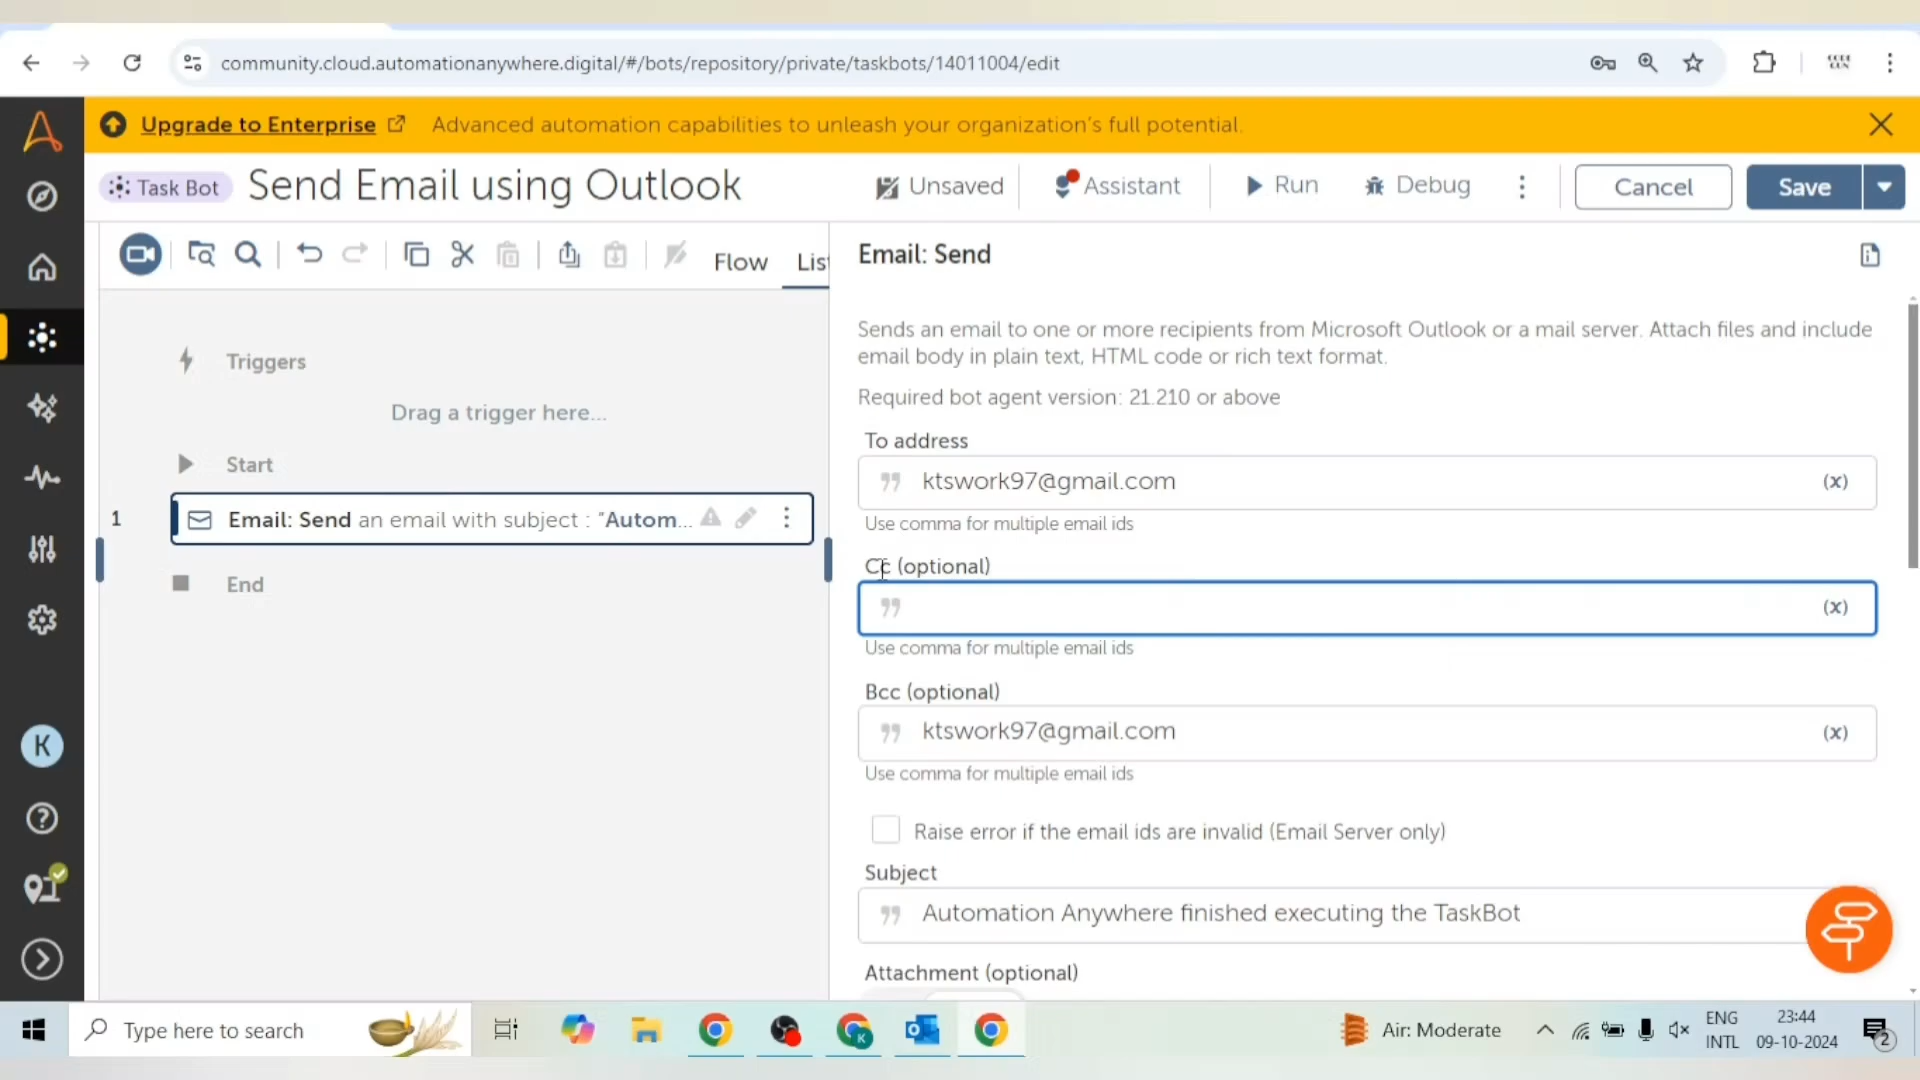 community.cloud.automationanywhere.digital/#/bots/repository/private/taskbots/14011004/edit
Upgrade to Enterprise Advanced automation capabilities to unleash your organization's full potential.
Task Bot Send Email using Outlook Unsaved Assistant Run Debug Cancel Save
Flow List
Email: Send
Sends an email to one or more recipients from Microsoft Outlook or a mail server. Attach files and include
email body in plain text, HTML code or rich text format.
Required bot agent version: 21.210 or above
Triggers
Drag a trigger here...
Start
1 Email: Send an email with subject : "Autom...
End
To address
ktswork97@gmail.com (x)
Use comma for multiple email ids
Cc (optional)
(x)
Use comma for multiple email ids
Bcc (optional)
ktswork97@gmail.com (x)
Use comma for multiple email ids
Raise error if the email ids are invalid (Email Server only)
Subject
Automation Anywhere finished executing the TaskBot
Attachment (optional)
K
Type here to search
Air: Moderate
ENG
INTL
23:44
09-10-2024
2